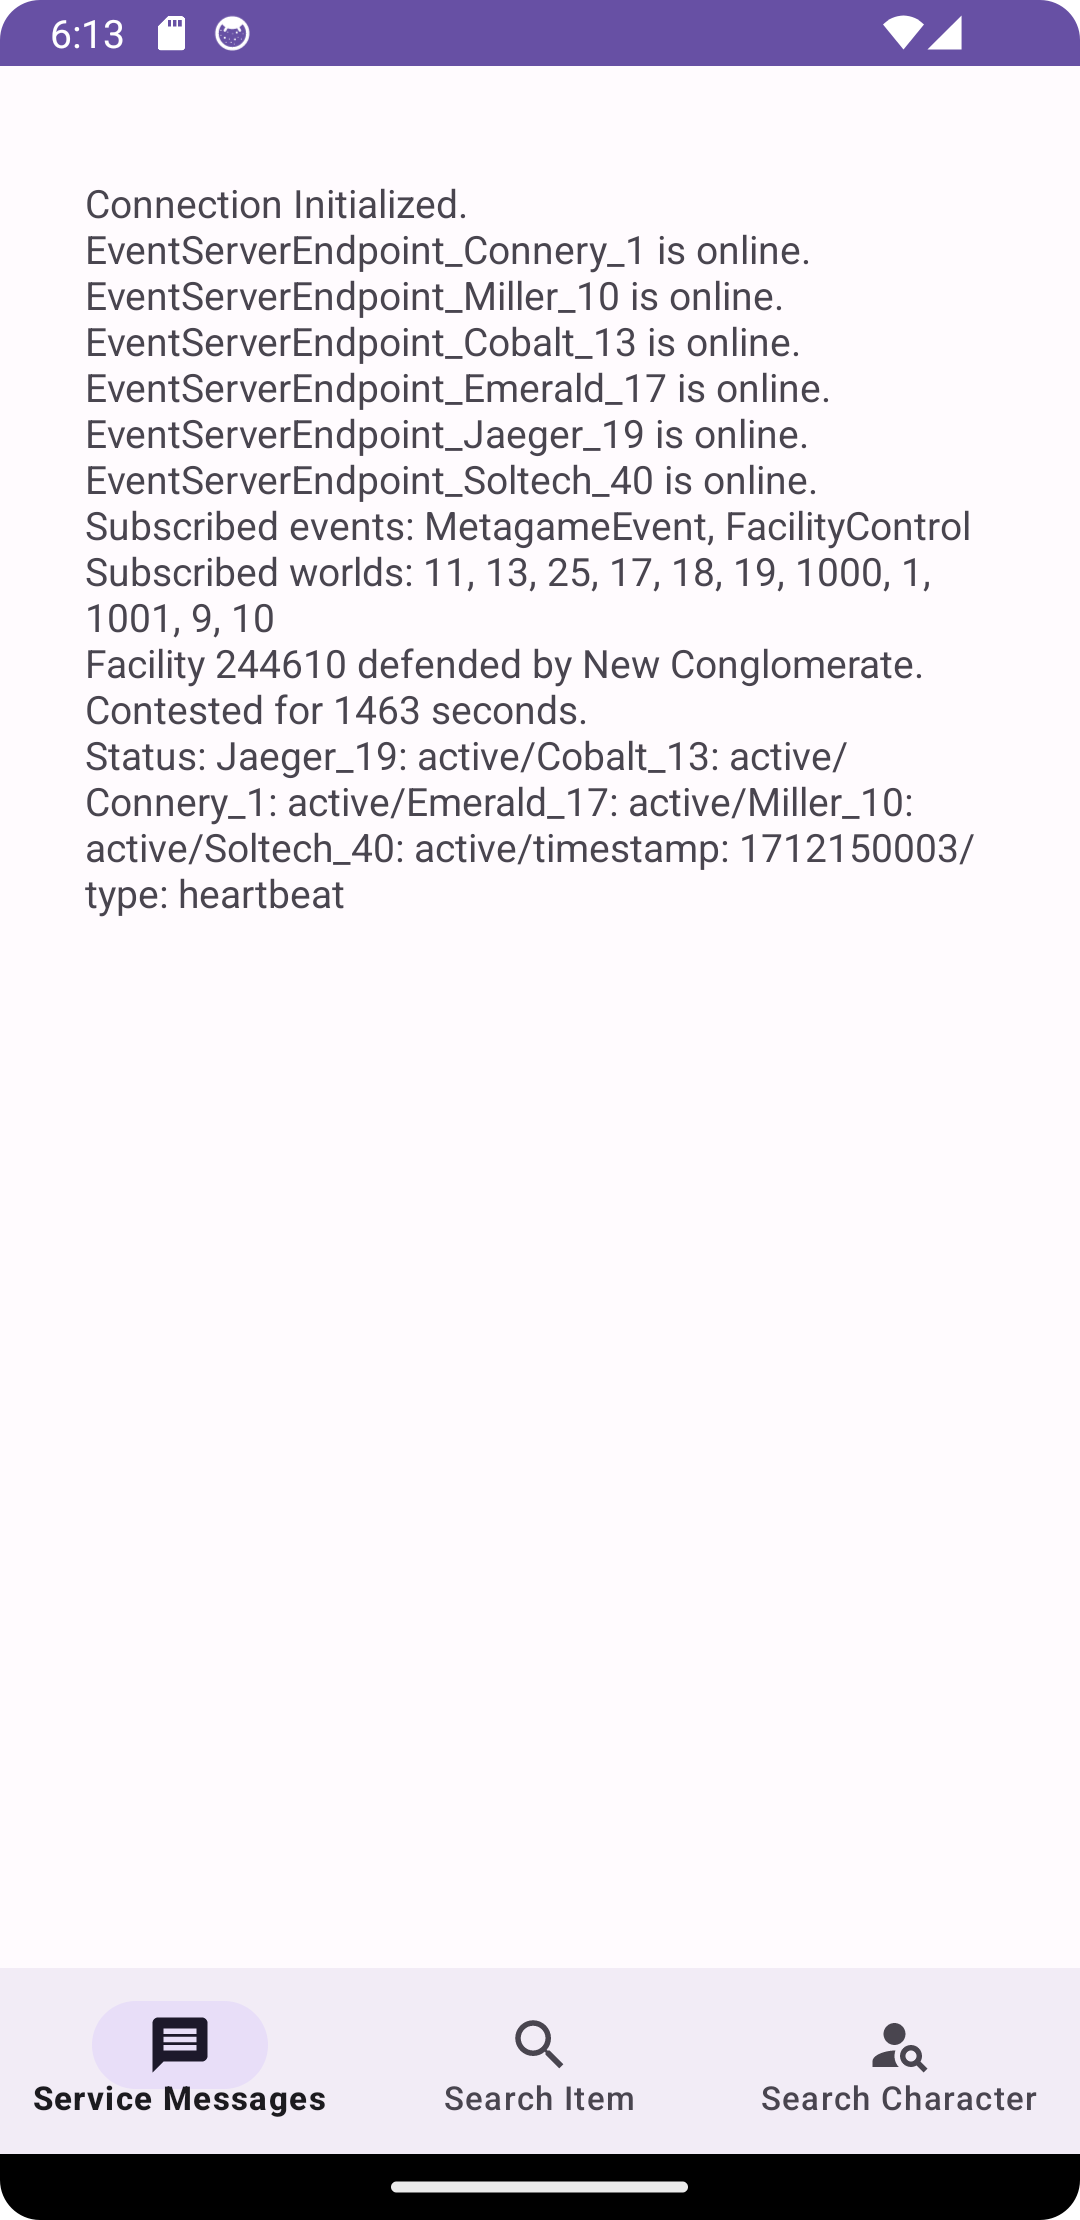 6:13
Connection Initialized.
EventServerEndpoint_Connery_1 is online.
EventServerEndpoint_Miller_10 is online.
EventServerEndpoint_Cobalt_13 is online.
EventServerEndpoint_Emerald_17 is online.
EventServerEndpoint_Jaeger_19 is online.
EventServerEndpoint_Soltech_40 is online.
Subscribed events: MetagameEvent, FacilityControl
Subscribed worlds: 11, 13, 25, 17, 18, 19, 1000, 1,
1001, 9, 10
Facility 244610 defended by New Conglomerate.
Contested for 1463 seconds.
Status: Jaeger_19: active/Cobalt_13: active/
Connery_1: active/Emerald_17: active/Miller_10:
active/Soltech_40: active/timestamp: 1712150003/
type: heartbeat
Service Messages
Search Item
Search Character